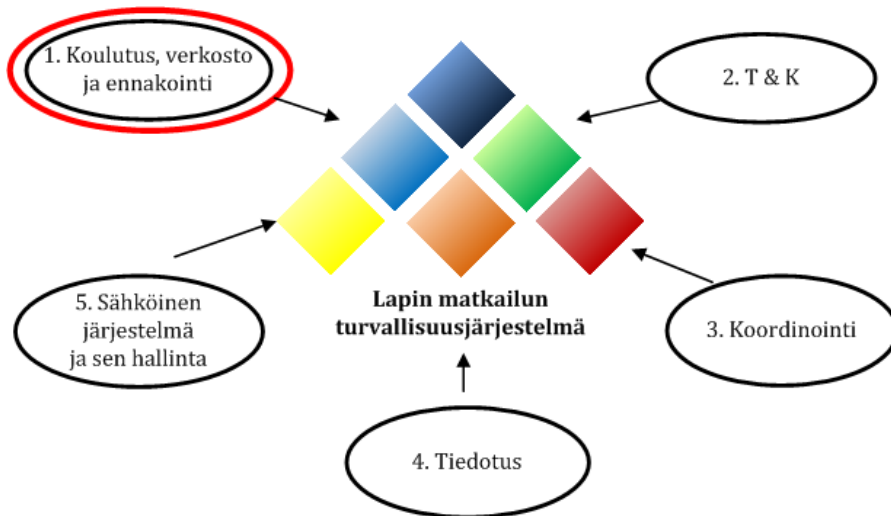 1. Koulutus, verkosto
ja ennakointi
2. T & K
5. Sähköinen
järjestelmä
ja sen hallinta
Lapin matkailun
turvallisuusjärjestelmä
3. Koordinointi
4. Tiedotus